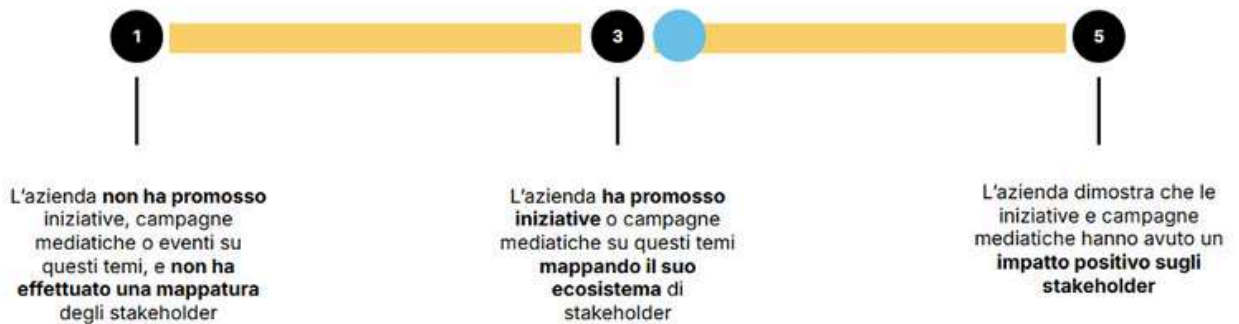 1
3
5
L'azienda non ha promosso
iniziative, campagne
mediatiche o eventi su
questi temi, e non ha
effettuato una mappatura
degli stakeholder
L'azienda ha promosso
iniziative o campagne
mediatiche su questi temi
mappando il suo
ecosistema di
stakeholder
L'azienda dimostra che le
iniziative e campagne
mediatiche hanno avuto un
impatto positivo sugli
stakeholder